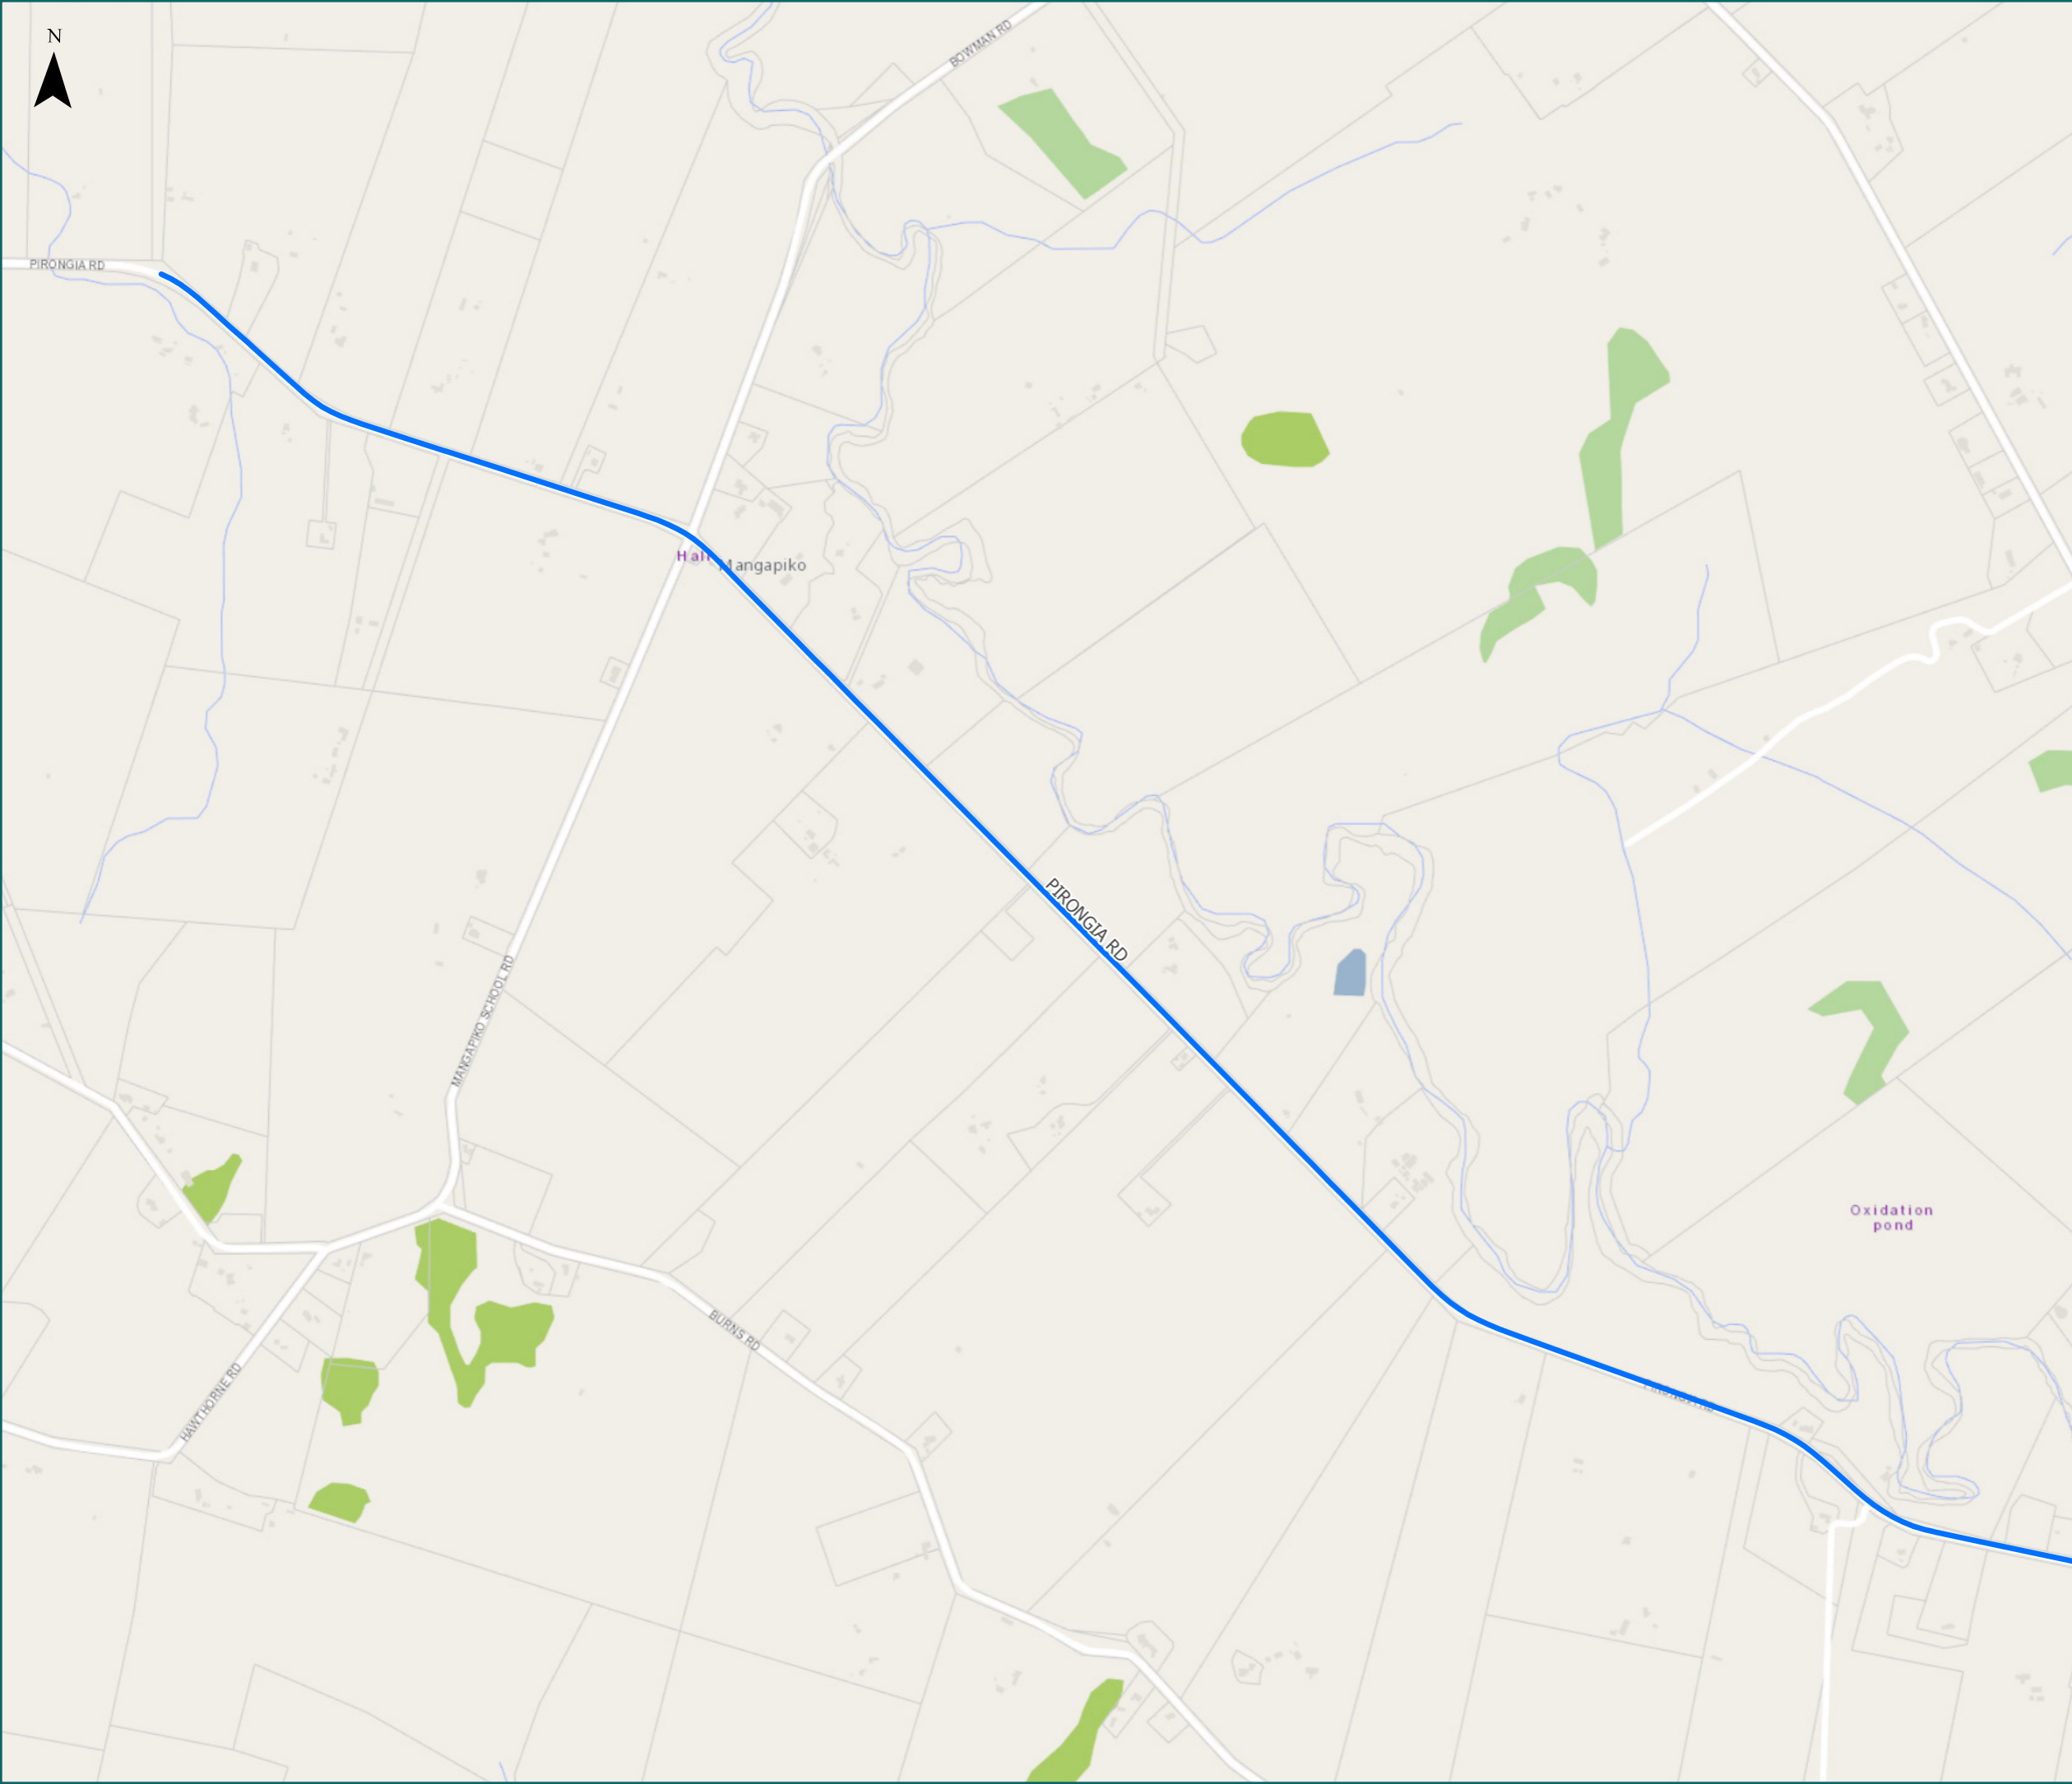 N
BOWMAN RD
PIRONGIA RD
Hall
Mangapiko
PIRONGIA RD
MANGAPIKO SCHOOL RD
Oxidation
pond
BURNS RD
HAWTHORNE RD